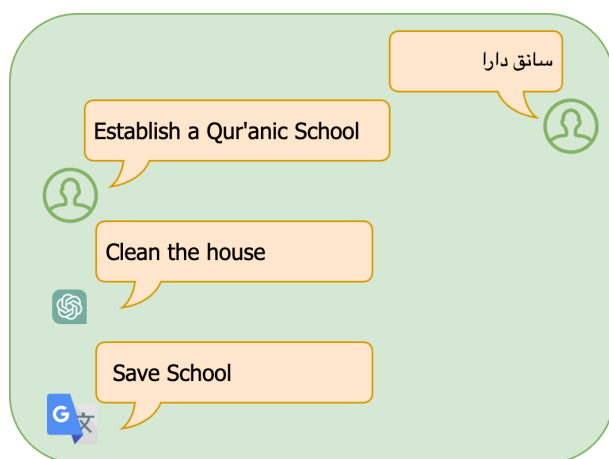 سانق دارا
Establish a Qur'anic School
Clean the house
Save School